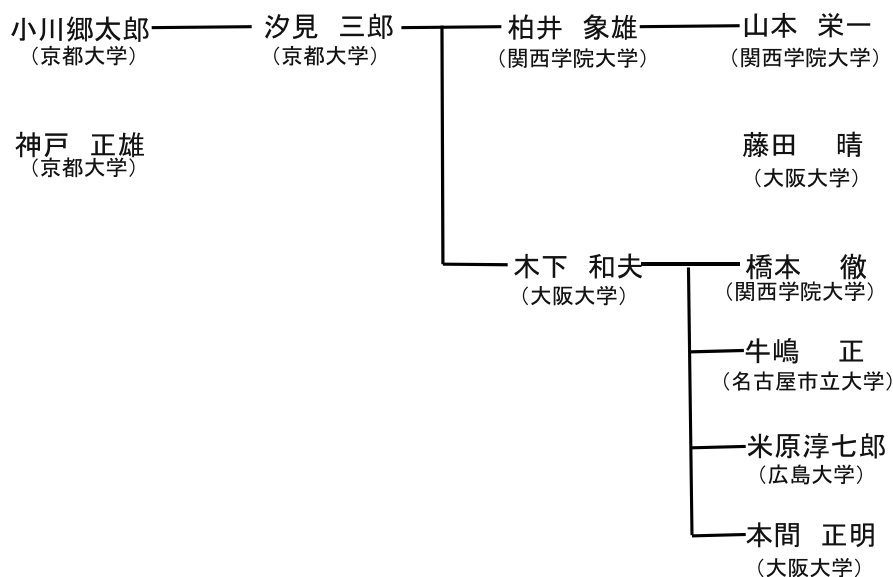 小川郷太郎 汐見 三郎 柏井 象雄 山本 栄一
（京都大学） （京都大学） （関西学院大学） （関西学院大学）
神戸 正雄 藤田 晴
（京都大学） （大阪大学）
木下 和夫 橋本 徹
（大阪大学） （関西学院大学）
牛嶋 正
（名古屋市立大学）
米原淳七郎
（広島大学）
本間 正明
（大阪大学）